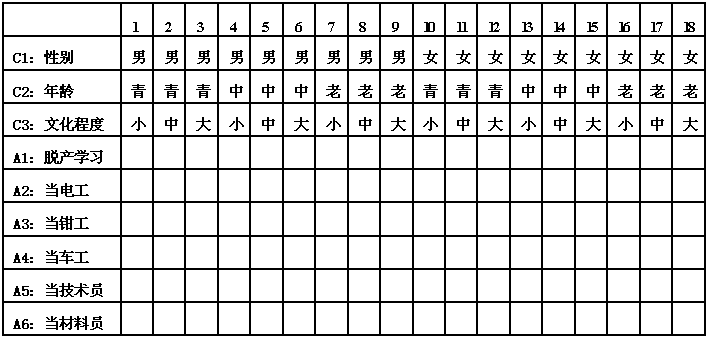 1 2 3 4 5 6 7 8 9 10 11 12 13 14 15 16 17 18
C1：性别 男 男 男 男 男 男 男 男 男 女 女 女 女 女 女 女 女 女
C2：年龄 青 青 青 中 中 中 老 老 老 青 青 青 中 中 中 老 老 老
C3：文化程度 小 中 大 小 中 大 小 中 大 小 中 大 小 中 大 小 中 大
A1：脱产学习
A2：当电工
A3：当钳工
A4：当车工
A5：当技术员
A6：当材料员